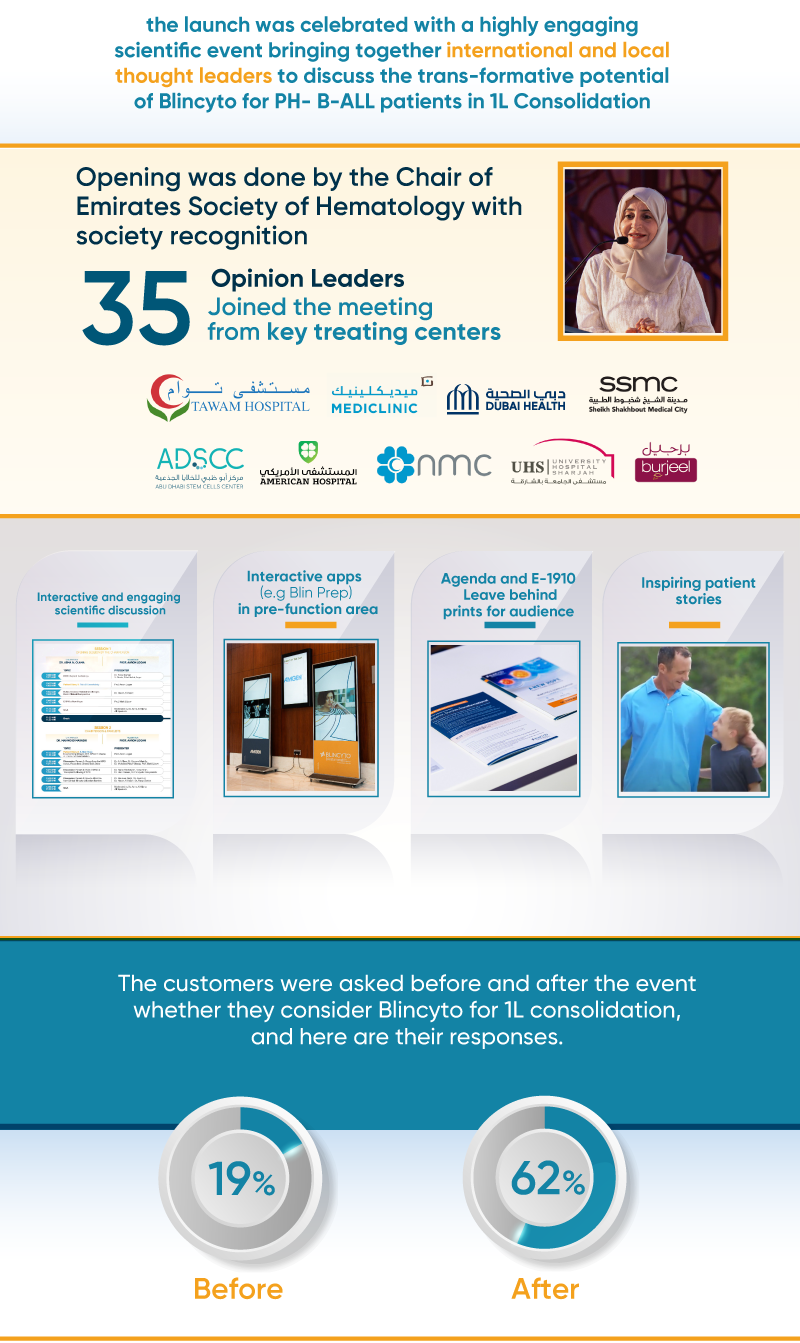 the launch was celebrated with a highly engaging
scientific event bringing together international and local
thought leaders to discuss the trans-formative potential
of Blincyto for PH- B-ALL patients in 1L Consolidation
Opening was done by the Chair of
Emirates Society of Hematology with
society recognition
35
Opinion Leaders
Joined the meeting
from key treating centers
مستشفى توام
TAWAM HOSPITAL
ميديكلينيك
MEDICLINIC
دبي الصحية
DUBAI HEALTH
SSMC
مدينة الشيخ شخبوط الطبية
Sheikh Shakhbout Medical City
ADSCC
مركز أبوظبي للخلايا الجذعية
ABU DHABI STEM CELLS CENTER
المستشفى الأمريكي
AMERICAN HOSPITAL
nmc
UHS
UNIVERSITY
HOSPITAL
SHARJAH
مستشفى الجامعة بالشارقة
برجيل
burjeel
Interactive and engaging
scientific discussion
Interactive apps
(e.g Blin Prep)
in pre-function area
Agenda and E-1910
Leave behind
prints for audience
Inspiring patient
stories
AMGEN
BLINCYTO
The customers were asked before and after the event
whether they consider Blincyto for 1L consolidation,
and here are their responses.
19%
62%
Before
After